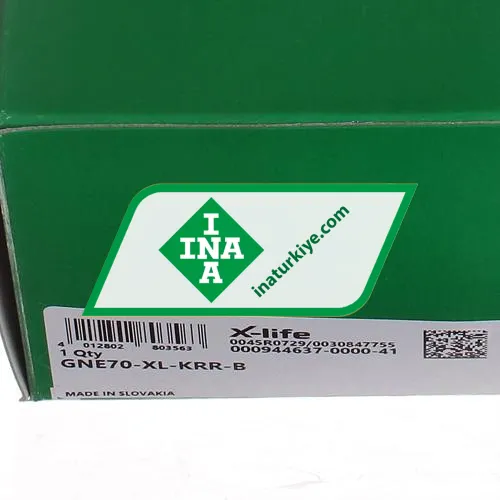 I
INA
A
inaturkiye.com
X-life
0045R0729/0030847755
000944637-0000-41
4 012802 803563
1 Qty
GNE70-XL-KRR-B
MADE IN SLOVAKIA